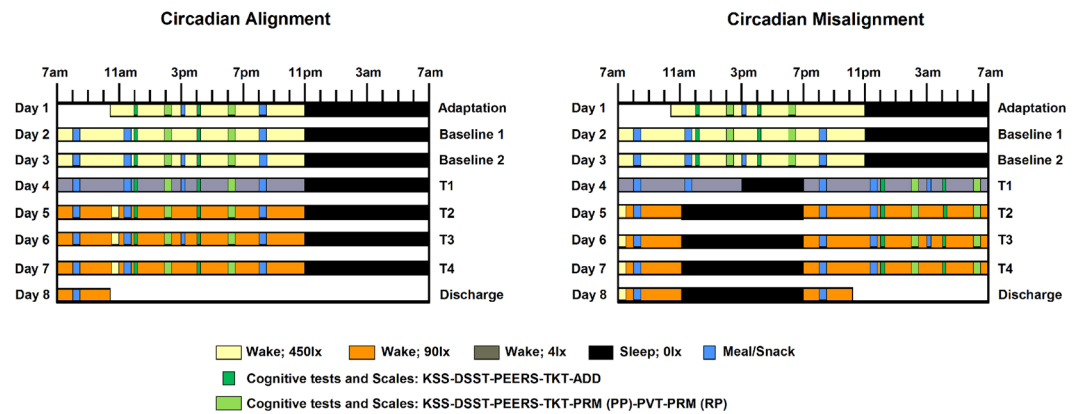 Circadian Alignment
7am 11am 3pm 7pm 11pm 3am 7am
Day 1 Adaptation
Day 2 Baseline 1
Day 3 Baseline 2
Day 4 T1
Day 5 T2
Day 6 T3
Day 7 T4
Day 8 Discharge
Circadian Misalignment
7am 11am 3pm 7pm 11pm 3am 7am
Day 1 Adaptation
Day 2 Baseline 1
Day 3 Baseline 2
Day 4 T1
Day 5 T2
Day 6 T3
Day 7 T4
Day 8 Discharge
Wake; 450lx Wake; 90lx Wake; 4lx Sleep; 0lx Meal/Snack
Cognitive tests and Scales: KSS-DSST-PEERS-TKT-ADD
Cognitive tests and Scales: KSS-DSST-PEERS-TKT-PRM (PP)-PVT-PRM (RP)